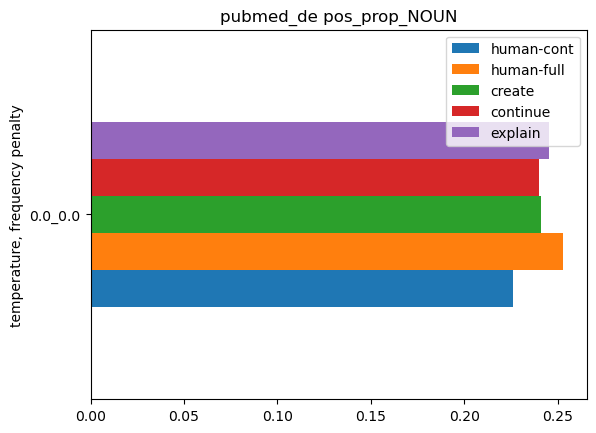 pubmed_de pos_prop_NOUN
human-cont
human-full
create
continue
explain
temperature, frequency penalty
0.0_0.0
0.00 0.05 0.10 0.15 0.20 0.25